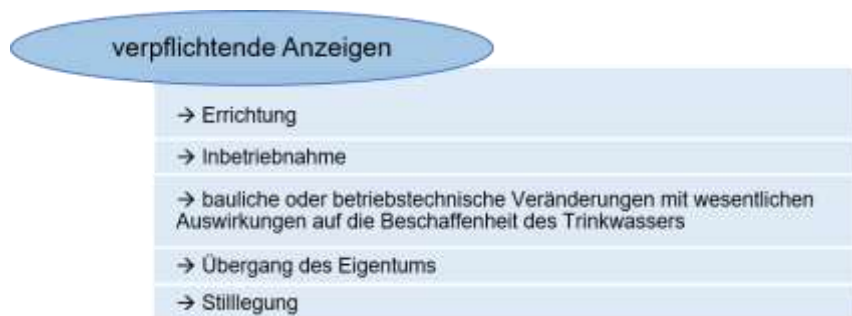 verpflichtende Anzeigen
→ Errichtung
→ Inbetriebnahme
→ bauliche oder betriebstechnische Veränderungen mit wesentlichen
Auswirkungen auf die Beschaffenheit des Trinkwassers
→ Übergang des Eigentums
→ Stilllegung